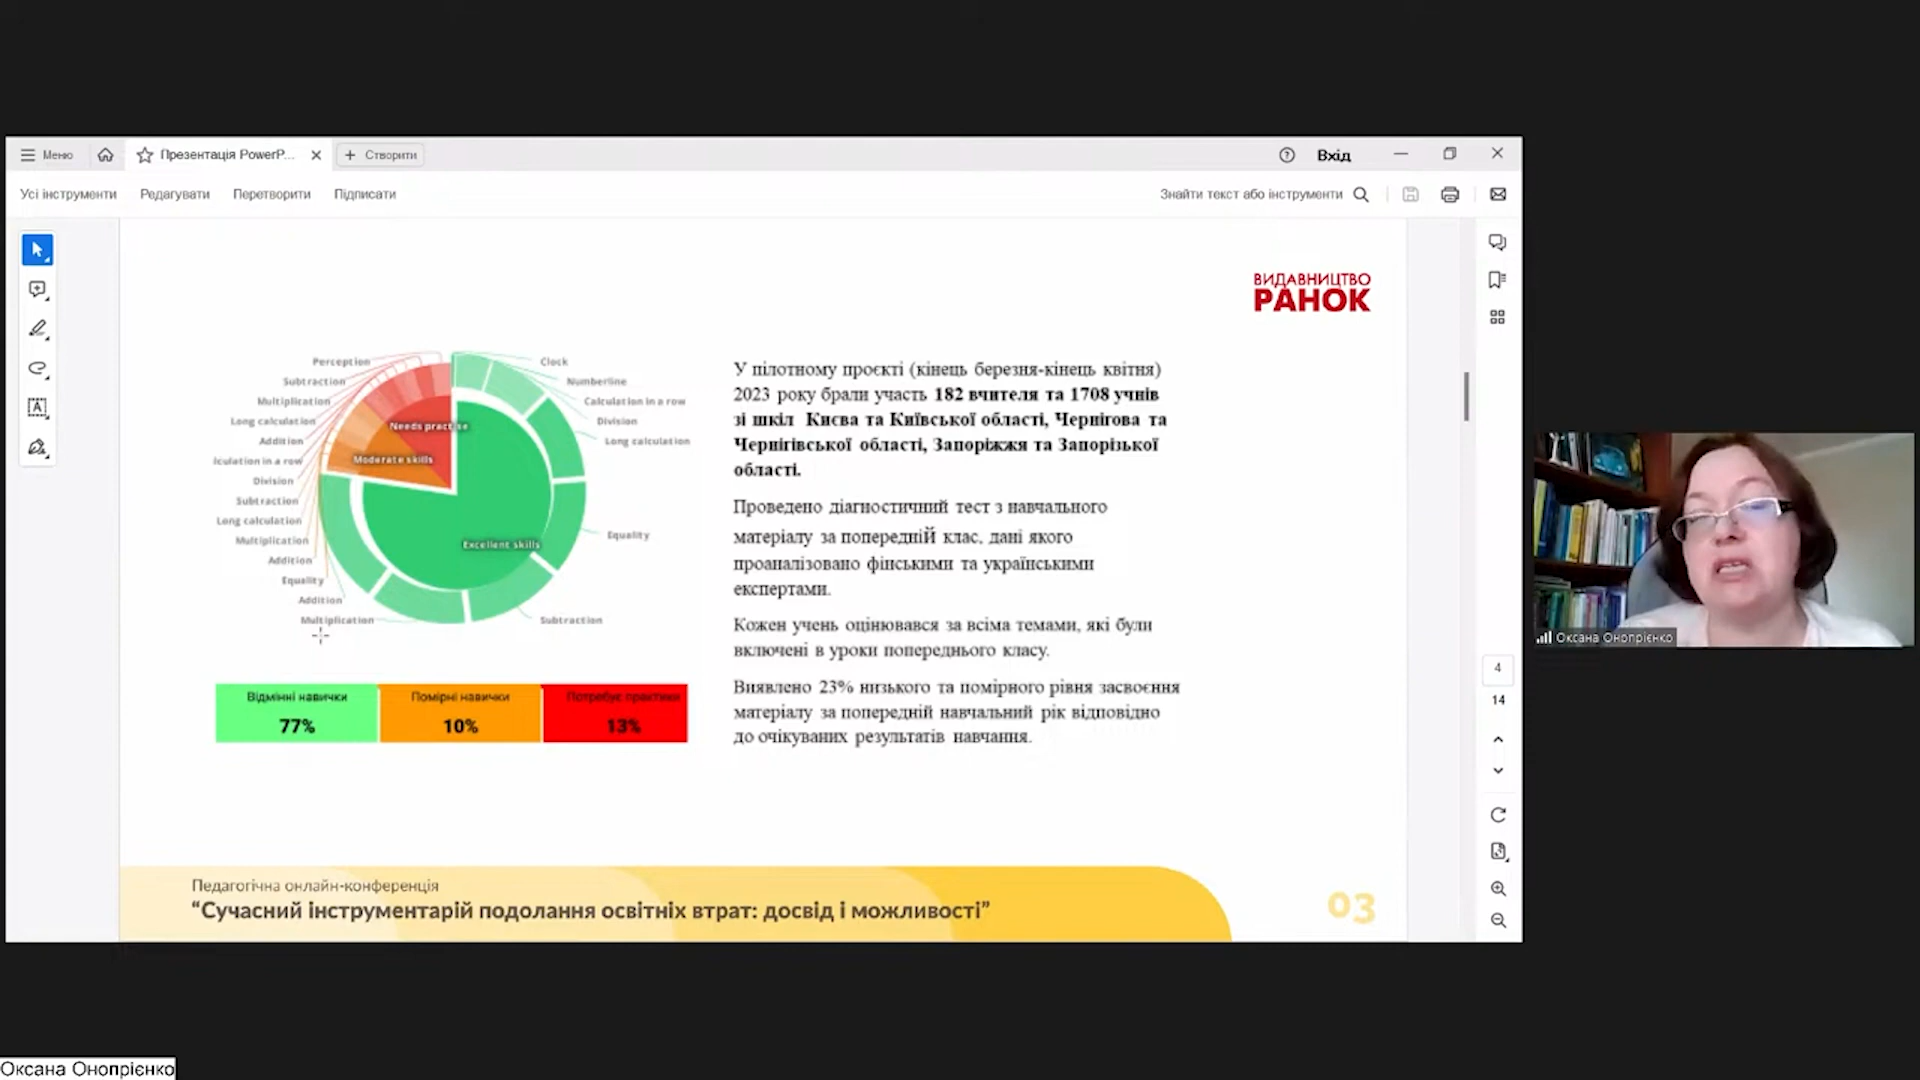 Меню
Презентація PowerP...
Створити
Вхід
Усі інструменти
Редагувати
Перетворити
Підписати
Знайти текст або інструменти
ВИДАВНИЦТВО
РАНОК
Perception
Subtraction
Multiplication
Long calculation
Addition
lculation in a row
Division
Subtraction
Long calculation
Multiplication
Addition
Equality
Addition
Multiplication
Clock
Numberline
Calculation in a row
Division
Long calculation
Equality
Subtraction
Needs practise
Moderate skills
Excellent skills
Відмінні навички
77%
Помірні навички
10%
Потребує практики
13%
У пілотному проєкті (кінець березня-кінець квітня)
2023 року брали участь 182 вчителя та 1708 учнів
зі шкіл Києва та Київської області, Чернігова та
Чернігівської області, Запоріжжя та Запорізької
області.
Проведено діагностичний тест з навчального
матеріалу за попередній клас, дані якого
проаналізовано фінськими та українськими
експертами.
Кожен учень оцінювався за всіма темами, які були
включені в уроки попереднього класу.
Виявлено 23% низького та помірного рівня засвоєння
матеріалу за попередній навчальний рік відповідно
до очікуваних результатів навчання.
4
14
Педагогічна онлайн-конференція
“Сучасний інструментарій подолання освітніх втрат: досвід і можливості”
03
Оксана Онопрієнко
Оксана Онопрієнко